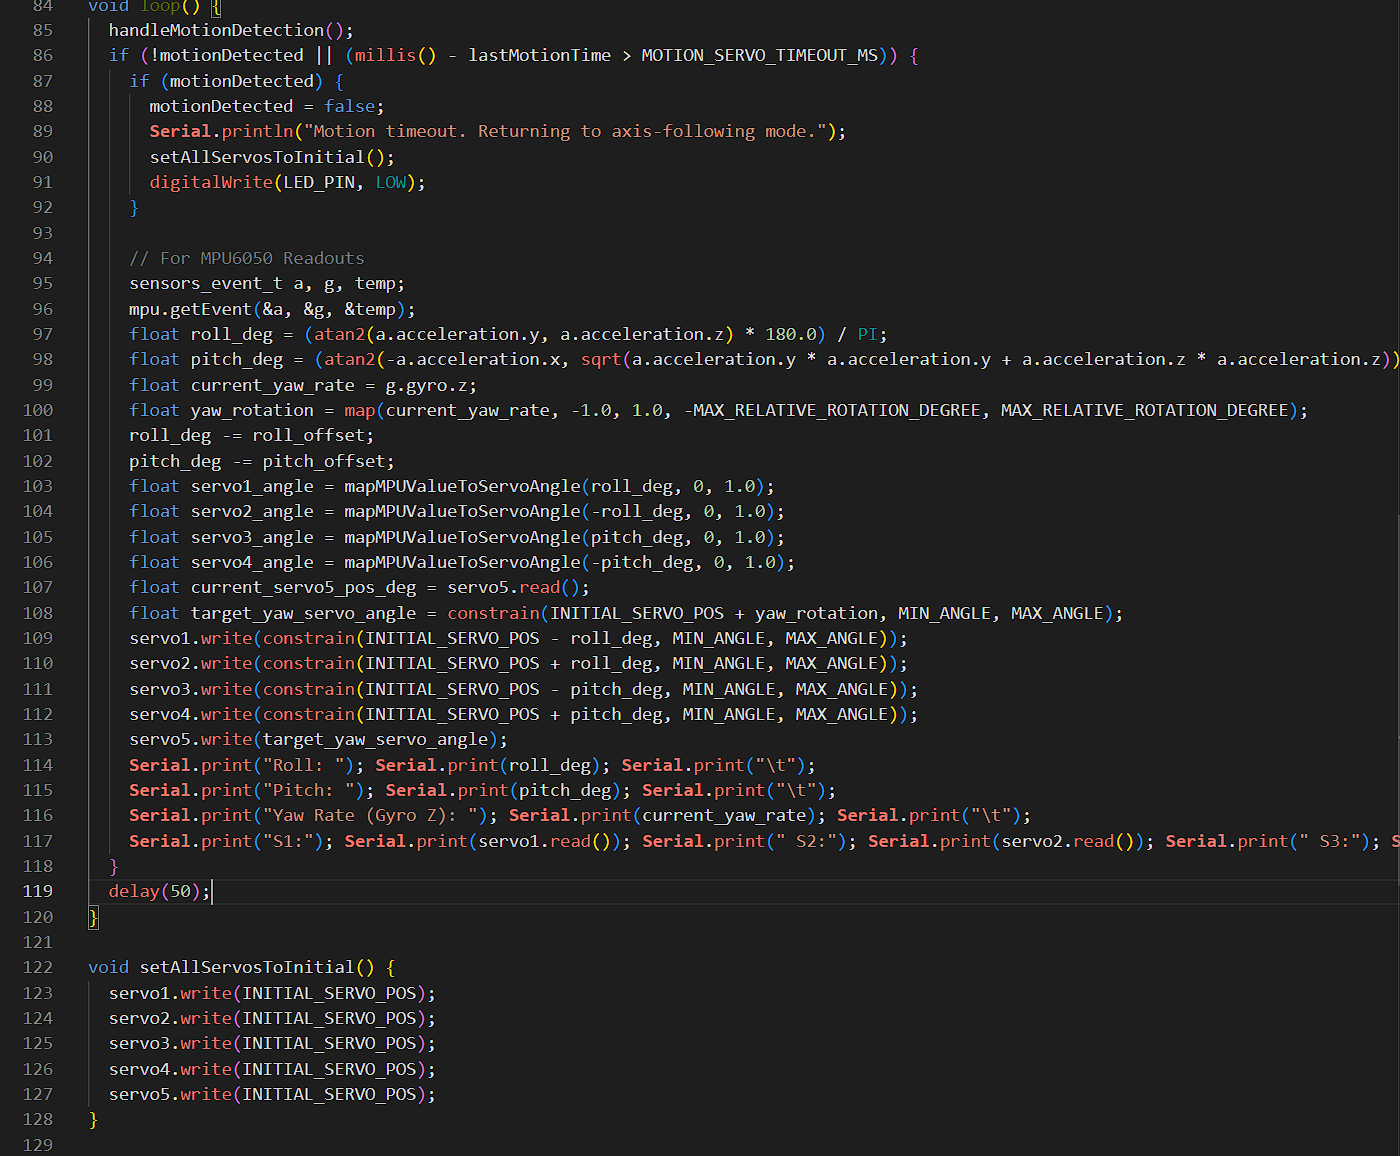 84 void loop() {
85 handleMotionDetection();
86 if (!motionDetected || (millis() - lastMotionTime > MOTION_SERVO_TIMEOUT_MS)) {
87 if (motionDetected) {
88 motionDetected = false;
89 Serial.println("Motion timeout. Returning to axis-following mode.");
90 setAllServosToInitial();
91 digitalWrite(LED_PIN, LOW);
92 }
93
94 // For MPU6050 Readouts
95 sensors_event_t a, g, temp;
96 mpu.getEvent(&a, &g, &temp);
97 float roll_deg = (atan2(a.acceleration.y, a.acceleration.z) * 180.0) / PI;
98 float pitch_deg = (atan2(-a.acceleration.x, sqrt(a.acceleration.y * a.acceleration.y + a.acceleration.z * a.acceleration.z))
99 float current_yaw_rate = g.gyro.z;
100 float yaw_rotation = map(current_yaw_rate, -1.0, 1.0, -MAX_RELATIVE_ROTATION_DEGREE, MAX_RELATIVE_ROTATION_DEGREE);
101 roll_deg -= roll_offset;
102 pitch_deg -= pitch_offset;
103 float servo1_angle = mapMPUValueToServoAngle(roll_deg, 0, 1.0);
104 float servo2_angle = mapMPUValueToServoAngle(-roll_deg, 0, 1.0);
105 float servo3_angle = mapMPUValueToServoAngle(pitch_deg, 0, 1.0);
106 float servo4_angle = mapMPUValueToServoAngle(-pitch_deg, 0, 1.0);
107 float current_servo5_pos_deg = servo5.read();
108 float target_yaw_servo_angle = constrain(INITIAL_SERVO_POS + yaw_rotation, MIN_ANGLE, MAX_ANGLE);
109 servo1.write(constrain(INITIAL_SERVO_POS - roll_deg, MIN_ANGLE, MAX_ANGLE));
110 servo2.write(constrain(INITIAL_SERVO_POS + roll_deg, MIN_ANGLE, MAX_ANGLE));
111 servo3.write(constrain(INITIAL_SERVO_POS - pitch_deg, MIN_ANGLE, MAX_ANGLE));
112 servo4.write(constrain(INITIAL_SERVO_POS + pitch_deg, MIN_ANGLE, MAX_ANGLE));
113 servo5.write(target_yaw_servo_angle);
114 Serial.print("Roll: "); Serial.print(roll_deg); Serial.print("\t");
115 Serial.print("Pitch: "); Serial.print(pitch_deg); Serial.print("\t");
116 Serial.print("Yaw Rate (Gyro Z): "); Serial.print(current_yaw_rate); Serial.print("\t");
117 Serial.print("S1:"); Serial.print(servo1.read()); Serial.print(" S2:"); Serial.print(servo2.read()); Serial.print(" S3:");
118 }
119 delay(50);
120 }
121
122 void setAllServosToInitial() {
123 servo1.write(INITIAL_SERVO_POS);
124 servo2.write(INITIAL_SERVO_POS);
125 servo3.write(INITIAL_SERVO_POS);
126 servo4.write(INITIAL_SERVO_POS);
127 servo5.write(INITIAL_SERVO_POS);
128 }
129